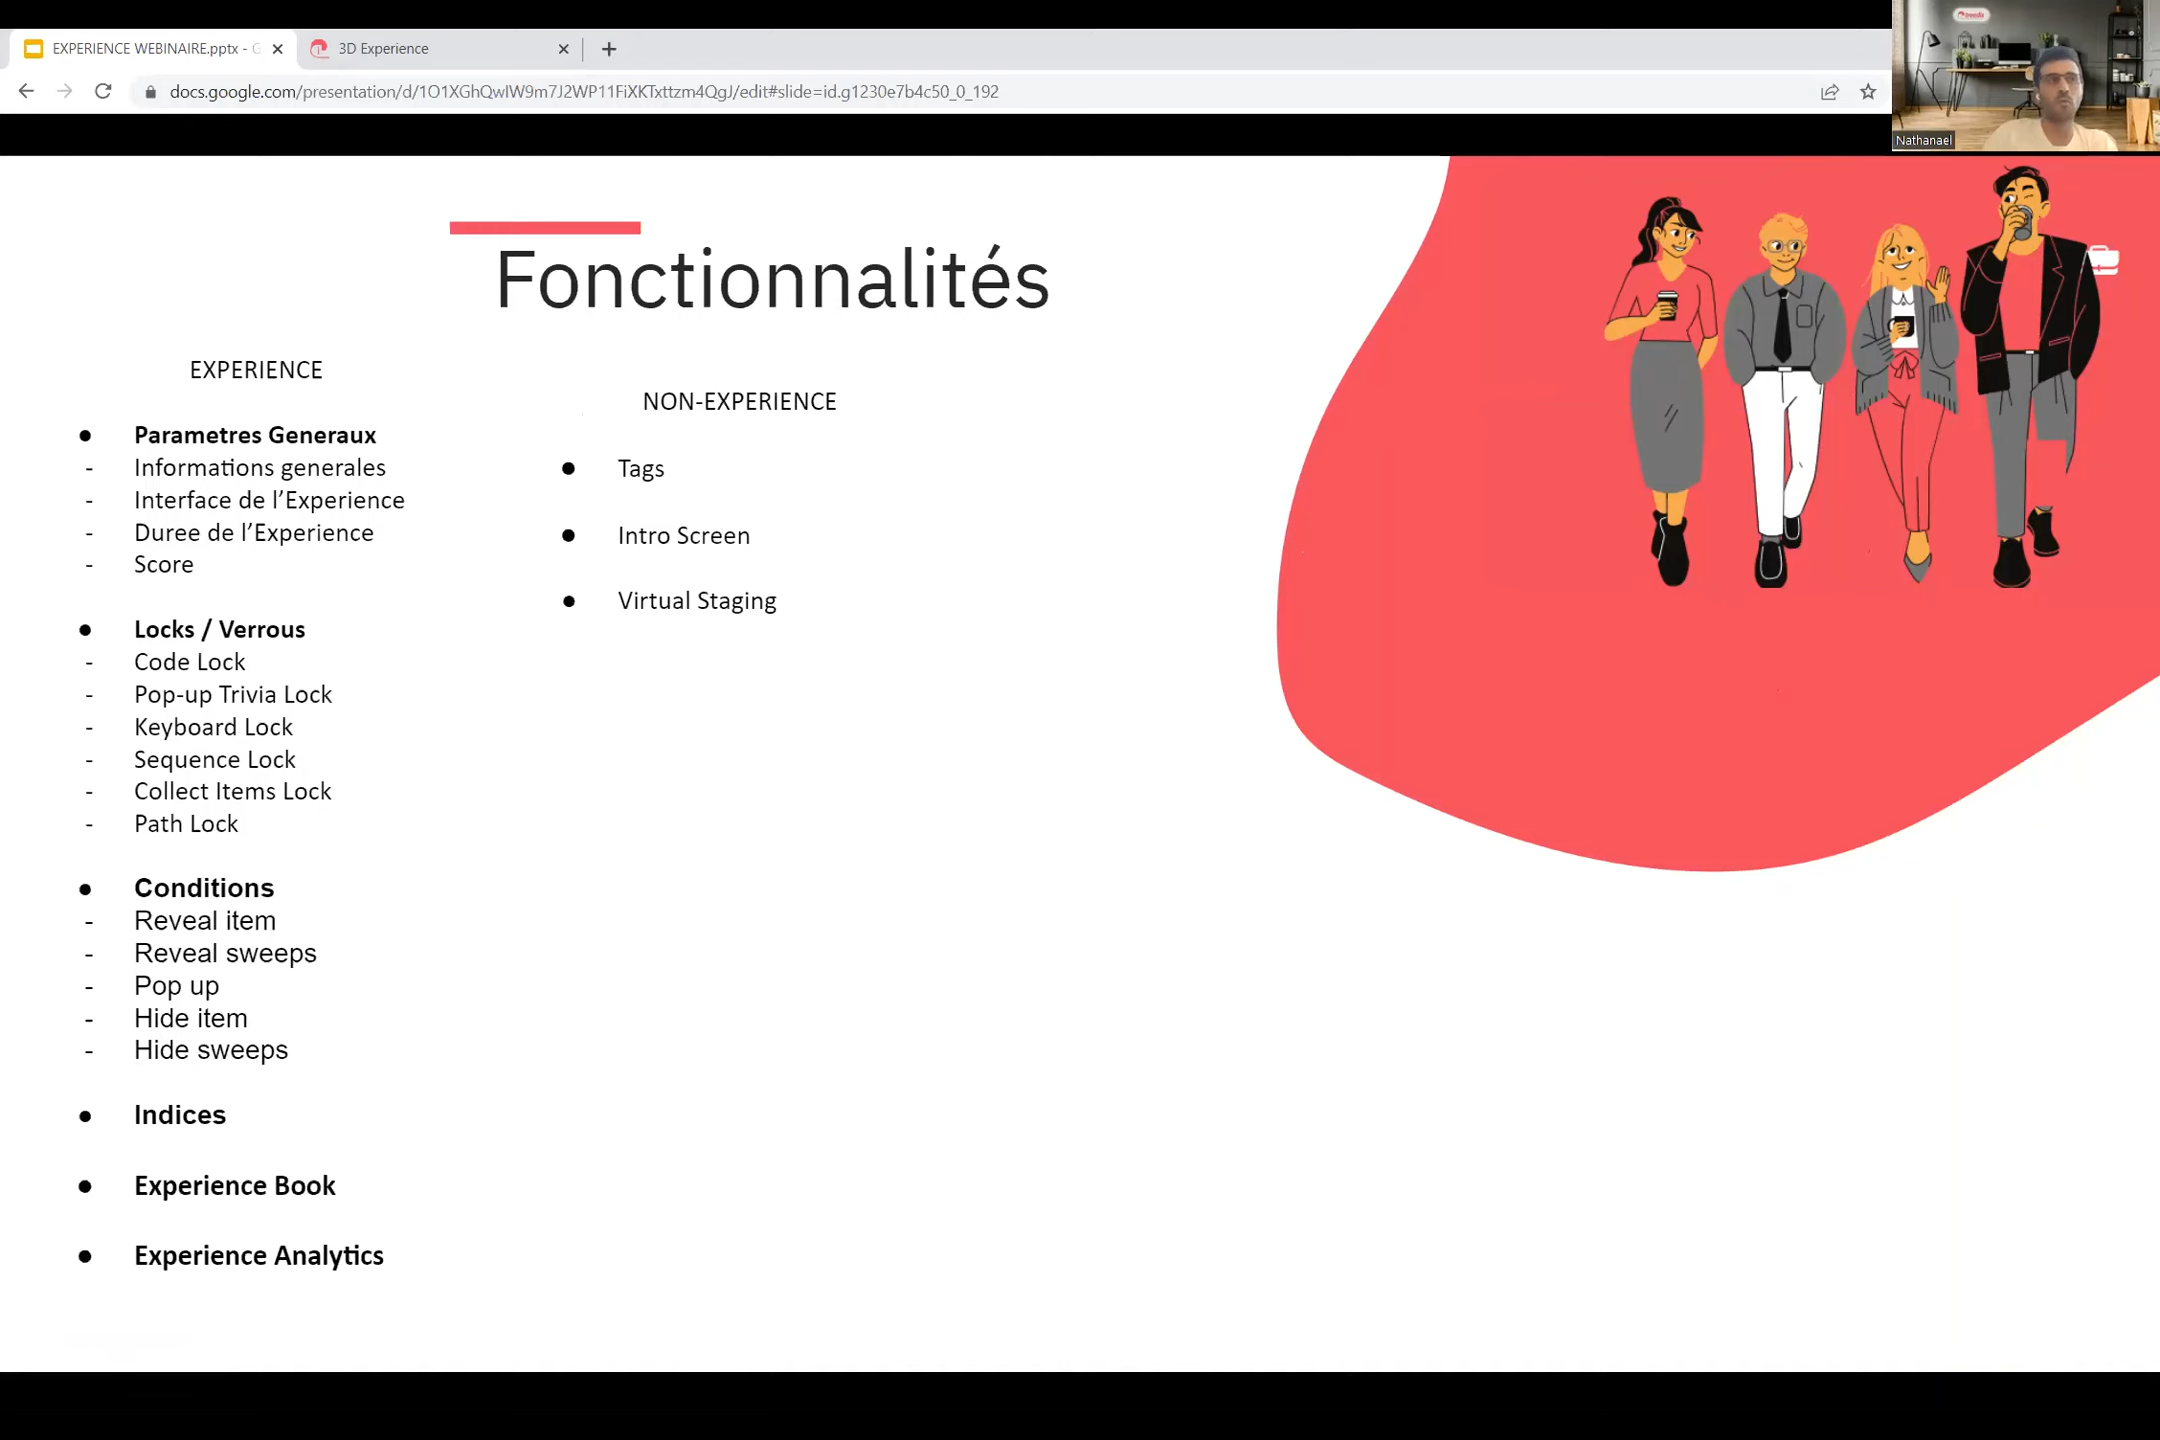 EXPERIENCE WEBINAIRE.pptx - G
3D Experience
docs.google.com/presentation/d/1O1XGhQwIW9m7J2WP11FiXKTxttzm4QgJ/edit#slide=id.g1230e7b4c50_0_192
Nathanael
Fonctionnalités
EXPERIENCE
● Parametres Generaux
- Informations generales
- Interface de l’Experience
- Duree de l’Experience
- Score
● Locks / Verrous
- Code Lock
- Pop-up Trivia Lock
- Keyboard Lock
- Sequence Lock
- Collect Items Lock
- Path Lock
● Conditions
- Reveal item
- Reveal sweeps
- Pop up
- Hide item
- Hide sweeps
● Indices
● Experience Book
● Experience Analytics
NON-EXPERIENCE
● Tags
● Intro Screen
● Virtual Staging